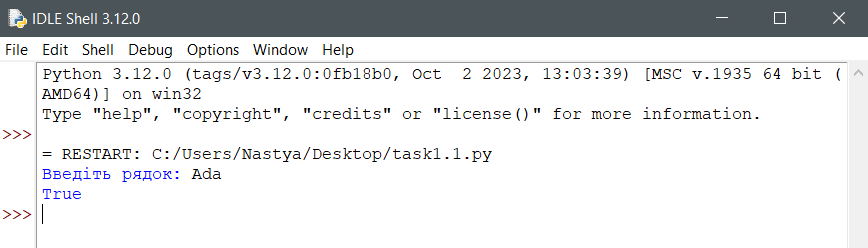 IDLE Shell 3.12.0
File Edit Shell Debug Options Window Help
Python 3.12.0 (tags/v3.12.0:0fb18b0, Oct  2 2023, 13:03:39) [MSC v.1935 64 bit (
AMD64)] on win32
Type "help", "copyright", "credits" or "license()" for more information.
>>>
= RESTART: C:/Users/Nastya/Desktop/task1.1.py
Введіть рядок: Ada
True
>>>